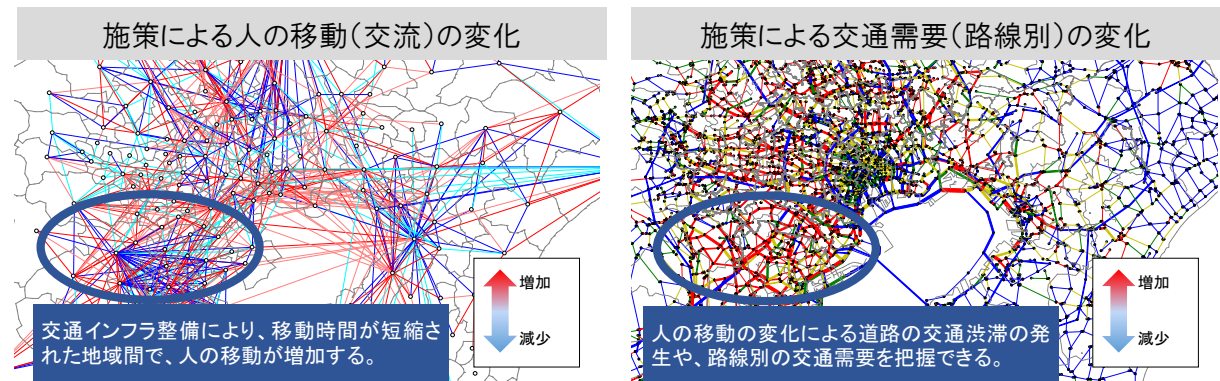 施策による人の移動(交流)の変化
増加
減少
交通インフラ整備により、移動時間が短縮さ
れた地域間で、人の移動が増加する。
施策による交通需要(路線別)の変化
増加
減少
人の移動の変化による道路の交通渋滞の発
生や、路線別の交通需要を把握できる。